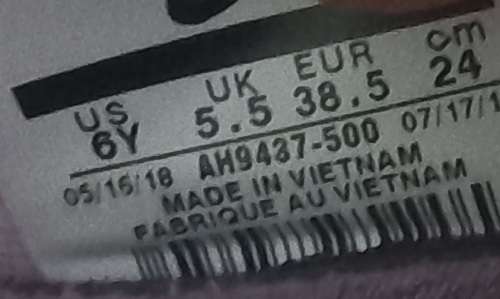 US UK EUR cm
6Y 5.5 38.5 24
05/15/18 AH9437-500 07/17/1
MADE IN VIETNAM
FABRIQUE AU VIETNAM